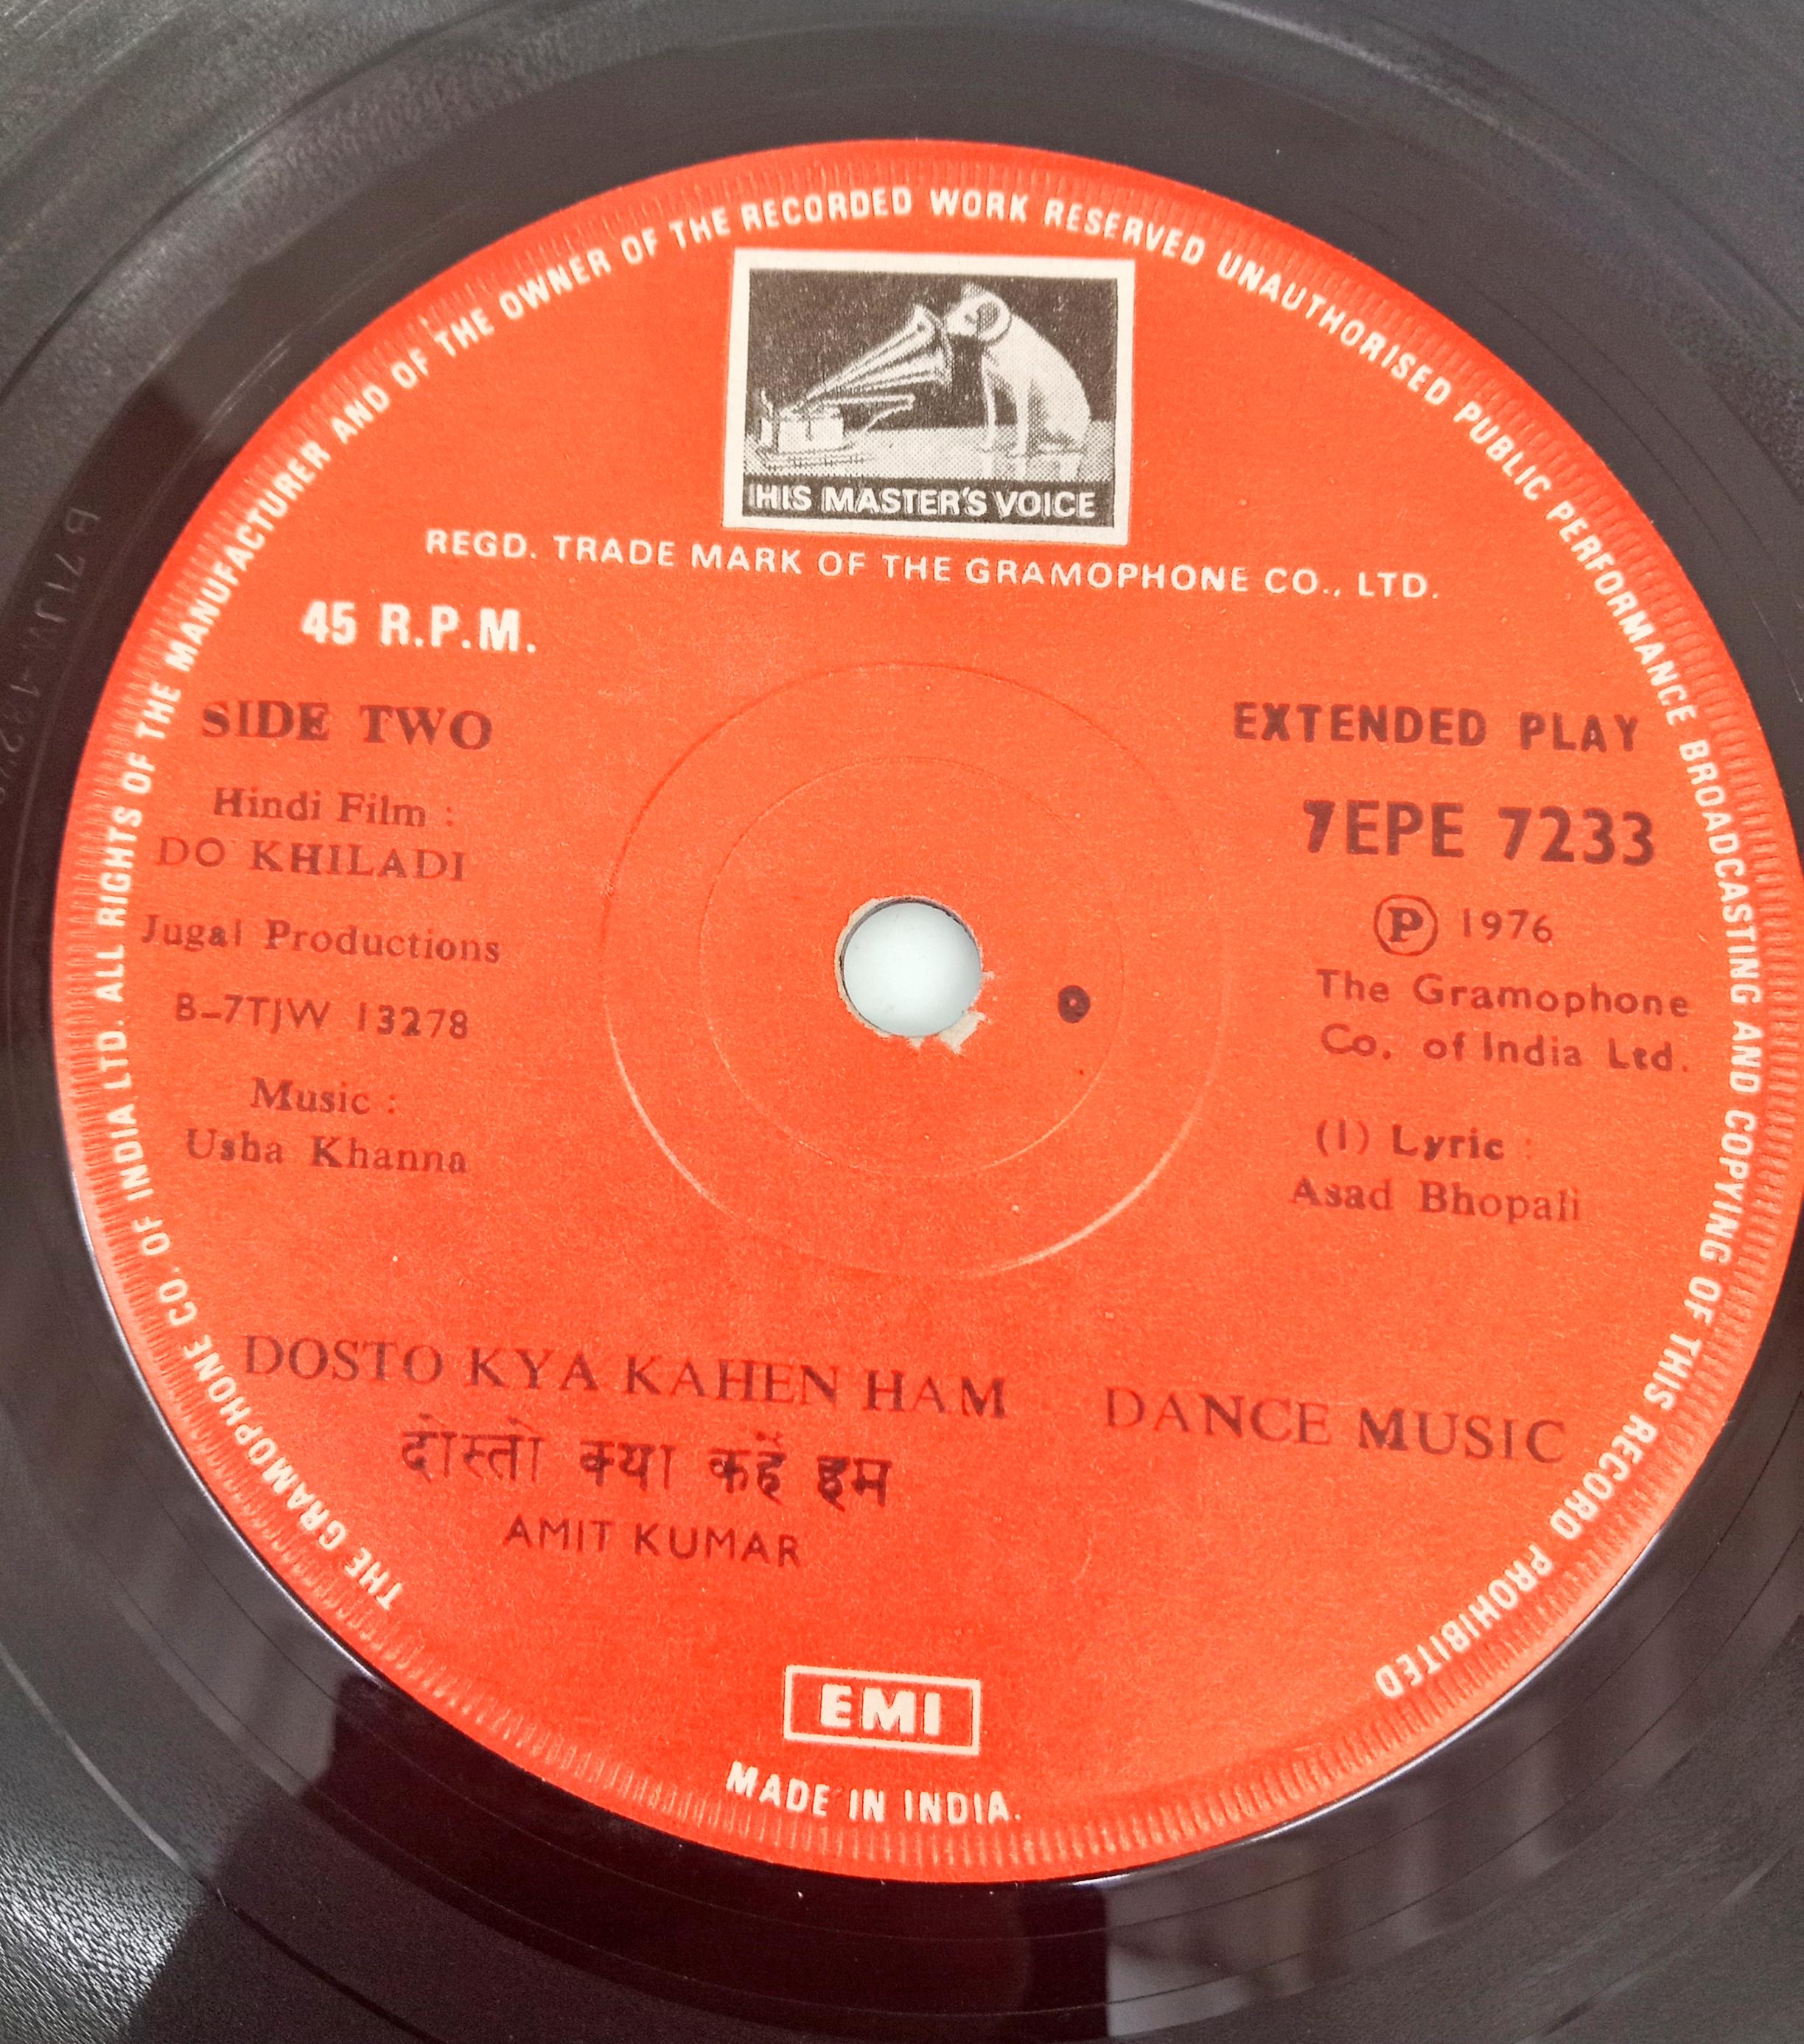 THE GRAMOPHONE CO. OF INDIA LTD. ALL RIGHTS OF THE MANUFACTURER AND OF THE OWNER OF THE RECORDED WORK RESERVED UNAUTHORISED PUBLIC PERFORMANCE BROADCASTING AND COPYING OF THIS RECORD PROHIBITED
HIS MASTER'S VOICE
REGD. TRADE MARK OF THE GRAMOPHONE CO., LTD.
45 R.P.M.
SIDE TWO
Hindi Film :
DO KHILADI
Jugal Productions
B-7TJW 13278
Music :
Usha Khanna
EXTENDED PLAY
7EPE 7233
Ⓟ 1976
The Gramophone
Co. of India Ltd.
(1) Lyric :
Asad Bhopali
DOSTO KYA KAHEN HAM
दोस्तो क्या कहें हम
AMIT KUMAR
DANCE MUSIC
EMI
MADE IN INDIA.